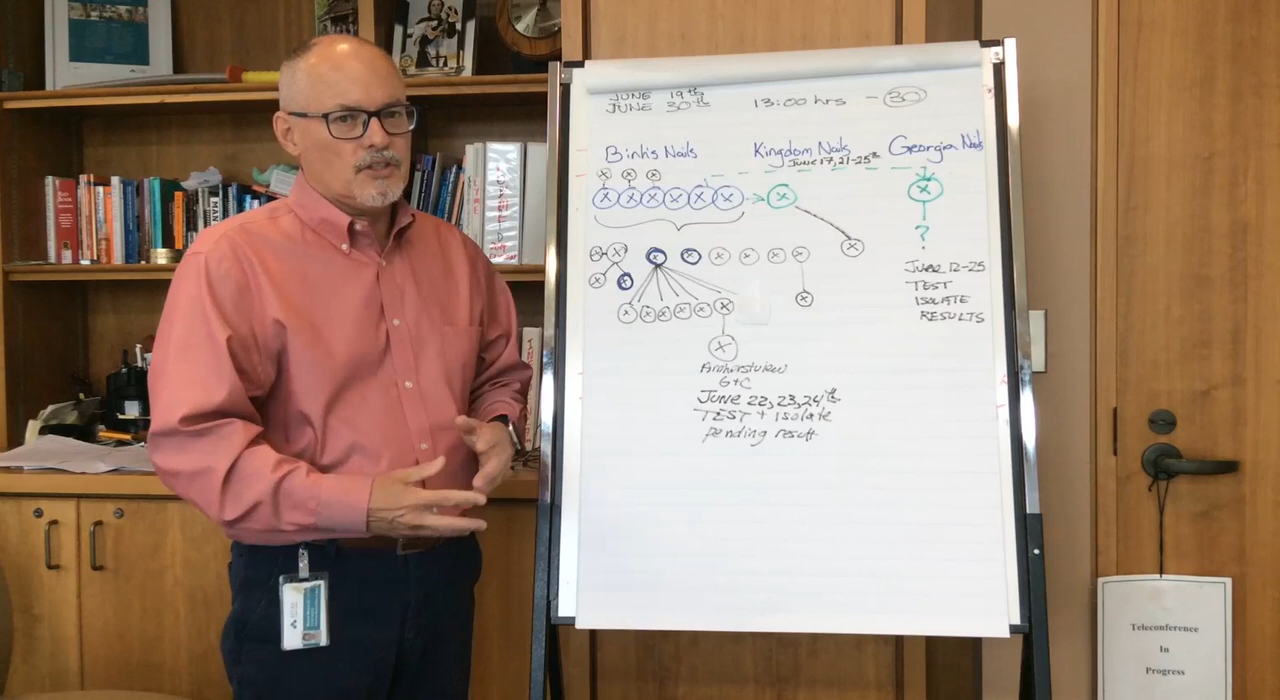 JUNE 19th
JUNE 30th 13:00 hrs - 30
Binh's Nails Kingdom Nails Georgia Nails
JUNE 17, 21-25th
?
JUNE 12-25
TEST
ISOLATE
RESULTS
Amherstview
G+C
JUNE 22, 23, 24th
TEST + Isolate
pending result
Teleconference
In
Progress